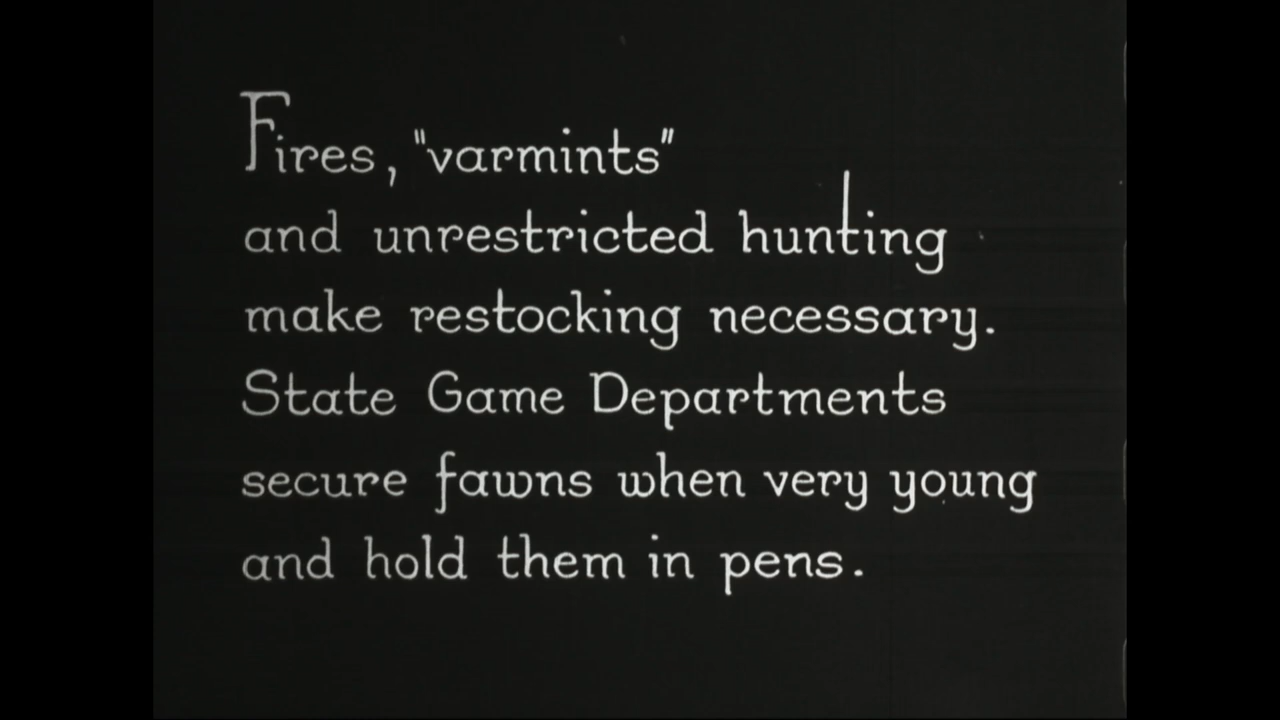 Fires, "varmints"
and unrestricted hunting
make restocking necessary.
State Game Departments
secure fawns when very young
and hold them in pens.